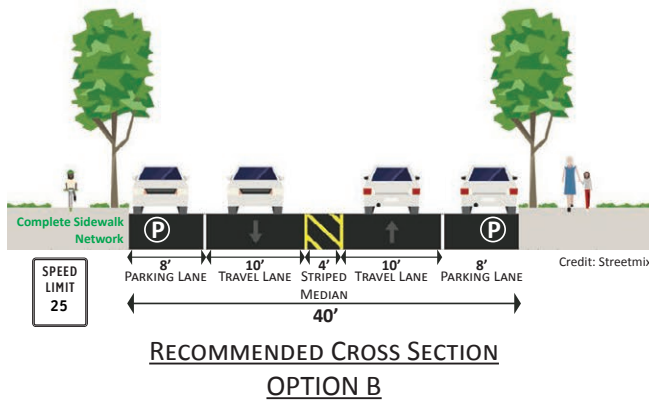 Complete Sidewalk
Network
P
P
8'
10'
4'
10'
8'
PARKING LANE
TRAVEL LANE
STRIPED
MEDIAN
TRAVEL LANE
PARKING LANE
Credit: Streetmix
SPEED
LIMIT
25
40'
RECOMMENDED CROSS SECTION
OPTION B